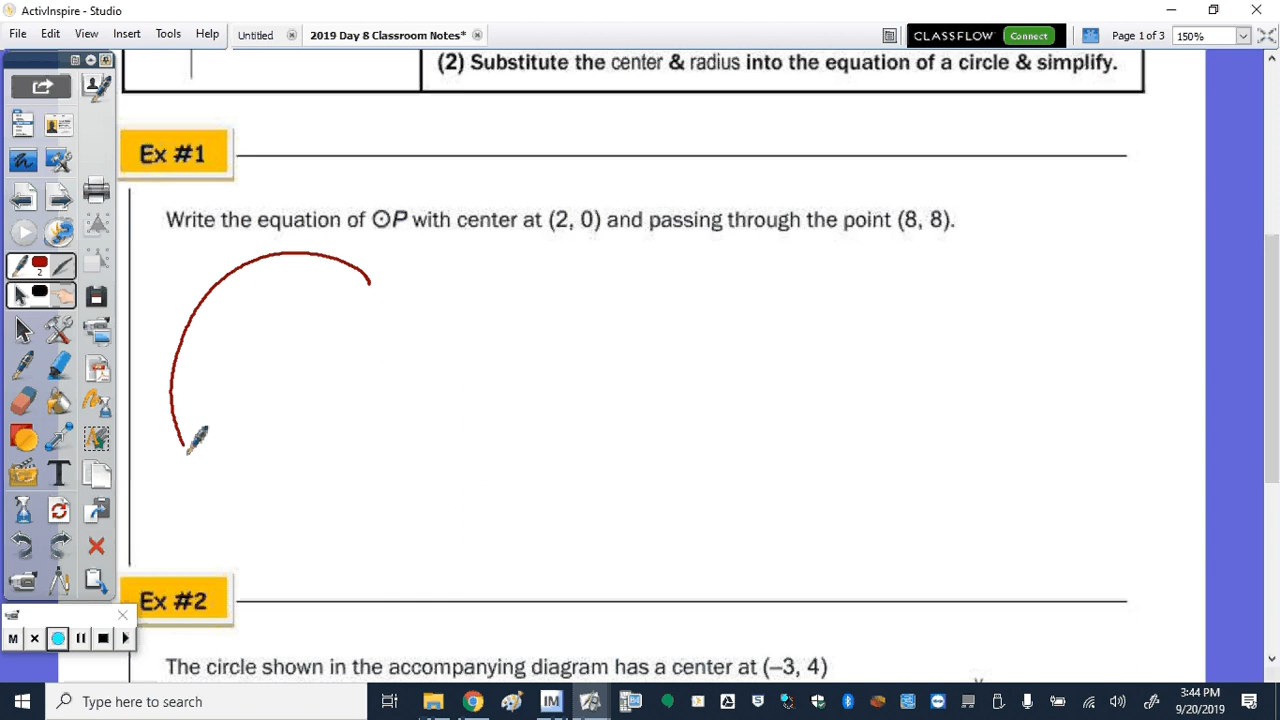 ActivInspire - Studio
File Edit View Insert Tools Help Untitled 2019 Day 8 Classroom Notes* CLASSFLOW Connect Page 1 of 3 150%
(2) Substitute the center & radius into the equation of a circle & simplify.
Ex #1
Write the equation of ⊙P with center at (2, 0) and passing through the point (8, 8).
2
T
Ex #2
M
The circle shown in the accompanying diagram has a center at (–3, 4)
Type here to search
IM
3:44 PM
9/20/2019